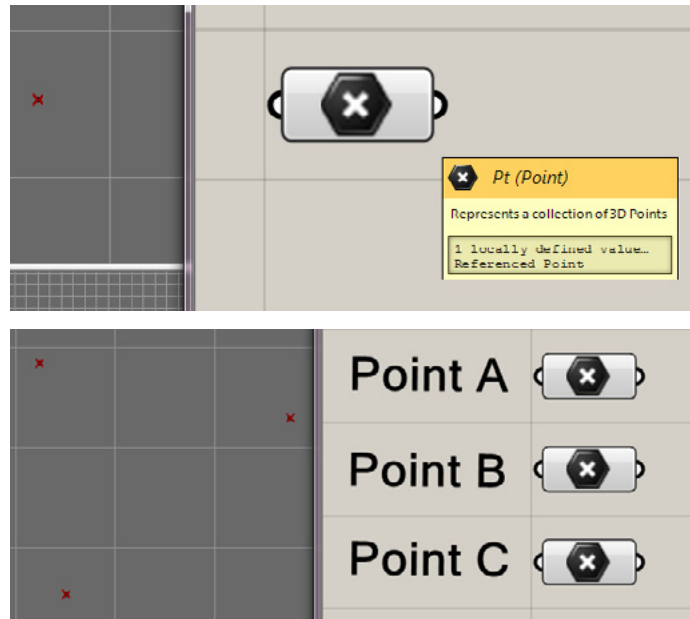 Pt (Point)
Represents a collection of 3D Points
1 locally defined value…
Referenced Point
Point A
Point B
Point C